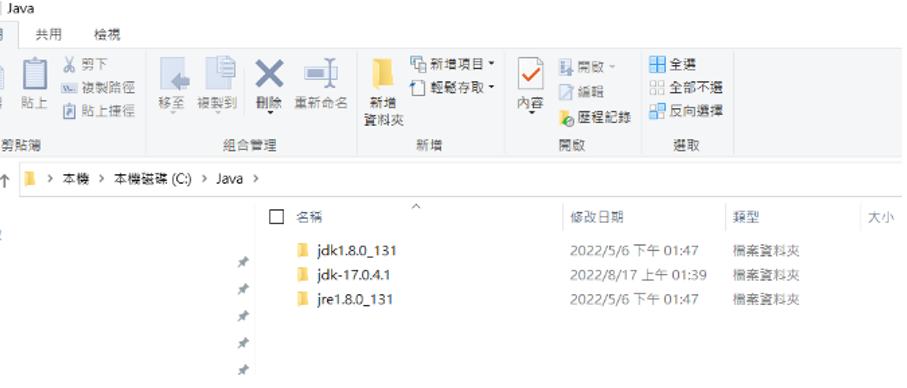 Java
共用 檢視
剪下
複製路徑
貼上捷徑
貼上
剪貼簿
移至 複製到 刪除 重新命名
組合管理
新增項目
輕鬆存取
新增
資料夾
新增
內容
開啟
編輯
歷程記錄
開啟
全選
全部不選
反向選擇
選取
本機 > 本機磁碟 (C:) > Java >
名稱 修改日期 類型 大小
jdk1.8.0_131 2022/5/6 下午 01:47 檔案資料夾
jdk-17.0.4.1 2022/8/17 上午 01:39 檔案資料夾
jre1.8.0_131 2022/5/6 下午 01:47 檔案資料夾